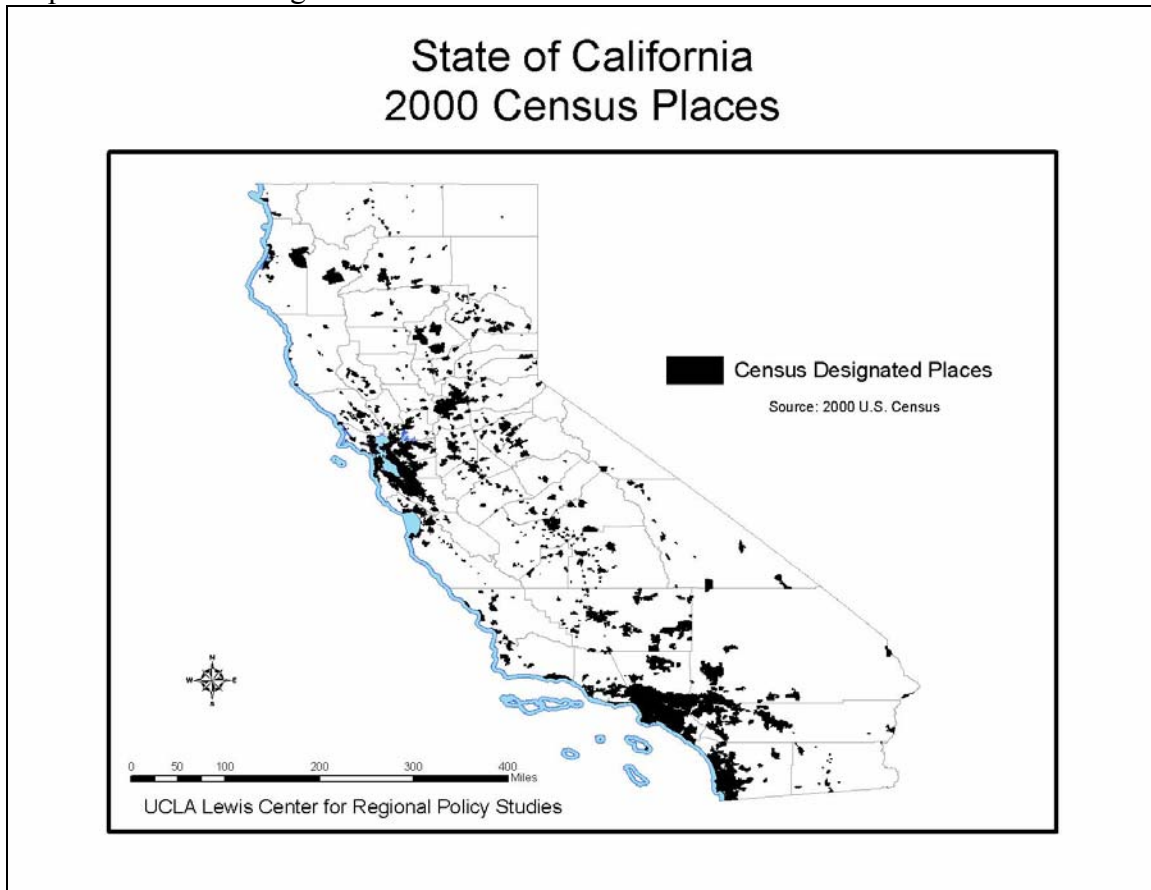 State of California
2000 Census Places
Census Designated Places
Source: 2000 U.S. Census
N
W E
S
0 50 100 200 300 400
Miles
UCLA Lewis Center for Regional Policy Studies